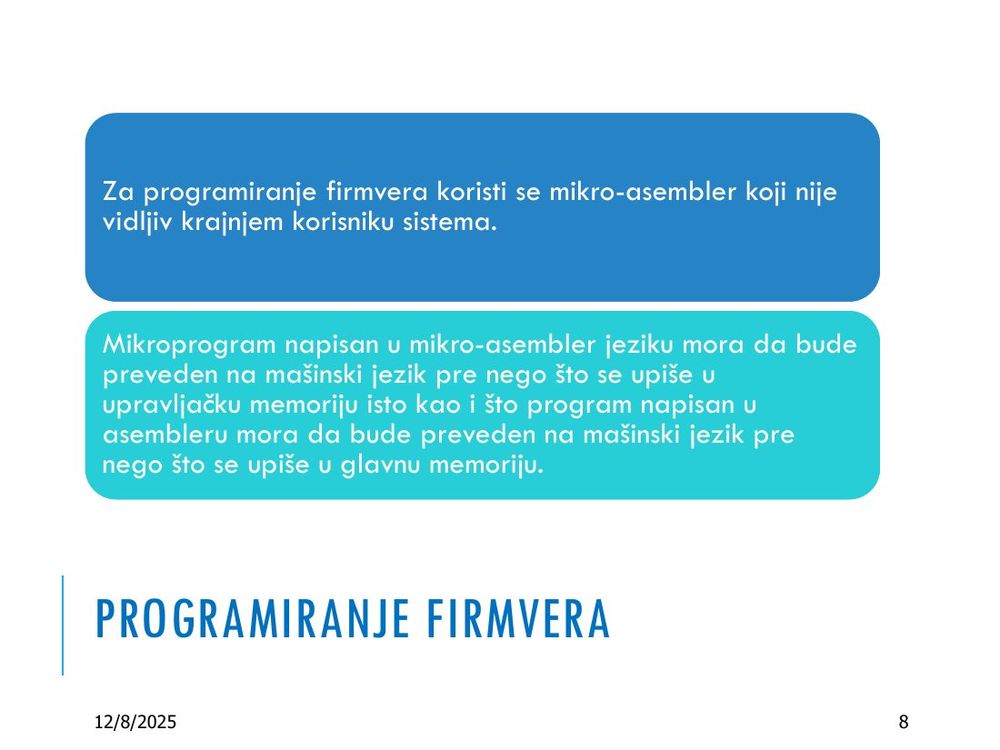 Za programiranje firmvera koristi se mikro-asembler koji nije
vidljiv krajnjem korisniku sistema.
Mikroprogram napisan u mikro-asembler jeziku mora da bude
preveden na mašinski jezik pre nego što se upiše u
upravljačku memoriju isto kao i što program napisan u
asembleru mora da bude preveden na mašinski jezik pre
nego što se upiše u glavnu memoriju.
PROGRAMIRANJE FIRMVERA
12/8/2025
8